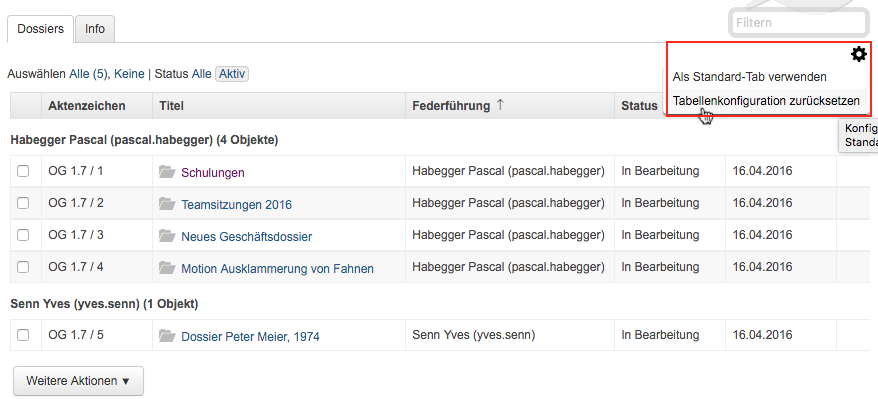 Dossiers Info Filtern
Als Standard-Tab verwenden
Tabellenkonfiguration zurücksetzen
Konfig
Standa
Auswählen Alle (5), Keine | Status Alle Aktiv
Aktenzeichen Titel Federführung ↑ Status
Habegger Pascal (pascal.habegger) (4 Objekte)
OG 1.7 / 1 Schulungen Habegger Pascal (pascal.habegger) In Bearbeitung 16.04.2016
OG 1.7 / 2 Teamsitzungen 2016 Habegger Pascal (pascal.habegger) In Bearbeitung 16.04.2016
OG 1.7 / 3 Neues Geschäftsdossier Habegger Pascal (pascal.habegger) In Bearbeitung 16.04.2016
OG 1.7 / 4 Motion Ausklammerung von Fahnen Habegger Pascal (pascal.habegger) In Bearbeitung 16.04.2016
Senn Yves (yves.senn) (1 Objekt)
OG 1.7 / 5 Dossier Peter Meier, 1974 Senn Yves (yves.senn) In Bearbeitung 16.04.2016
Weitere Aktionen ▼